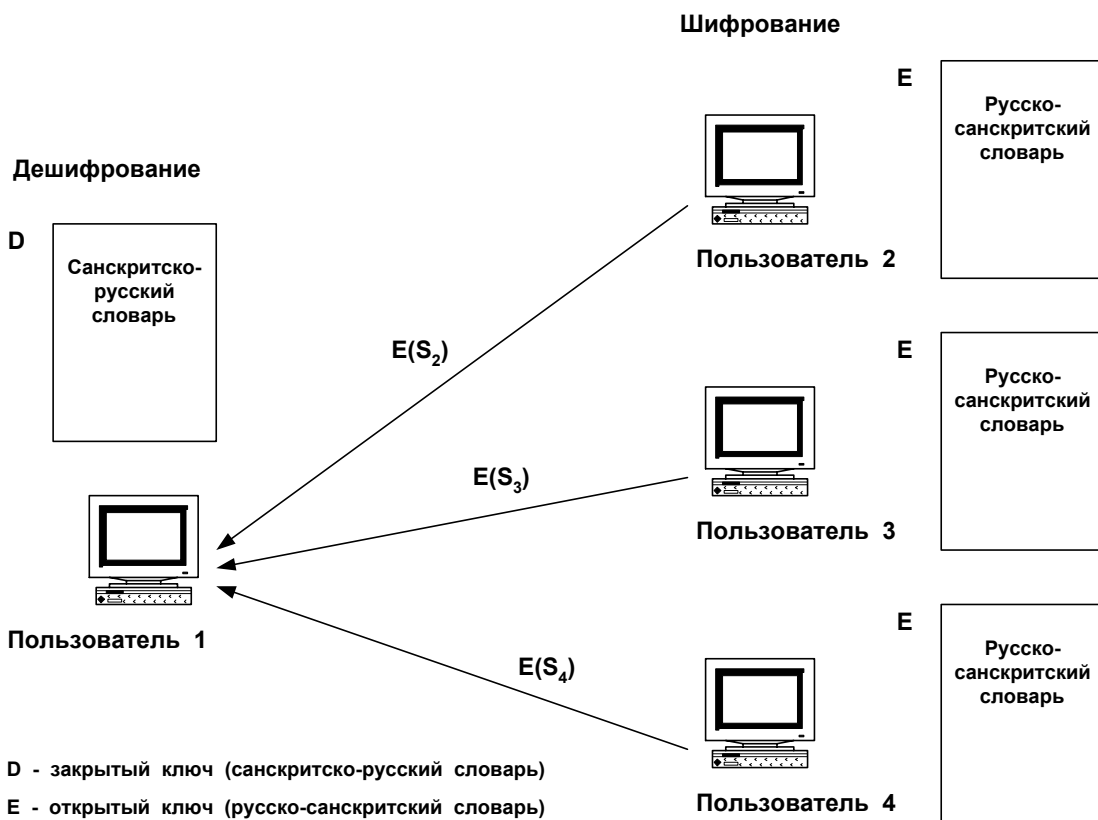 Шифрование
E
Русско-
санскритский
словарь
Пользователь 2
Дешифрование
D
Санскритско-
русский
словарь
E(S₂)
E
Русско-
санскритский
словарь
E(S₃)
Пользователь 3
Пользователь 1
E
Русско-
санскритский
словарь
E(S₄)
Пользователь 4
D - закрытый ключ (санскритско-русский словарь)
E - открытый ключ (русско-санскритский словарь)